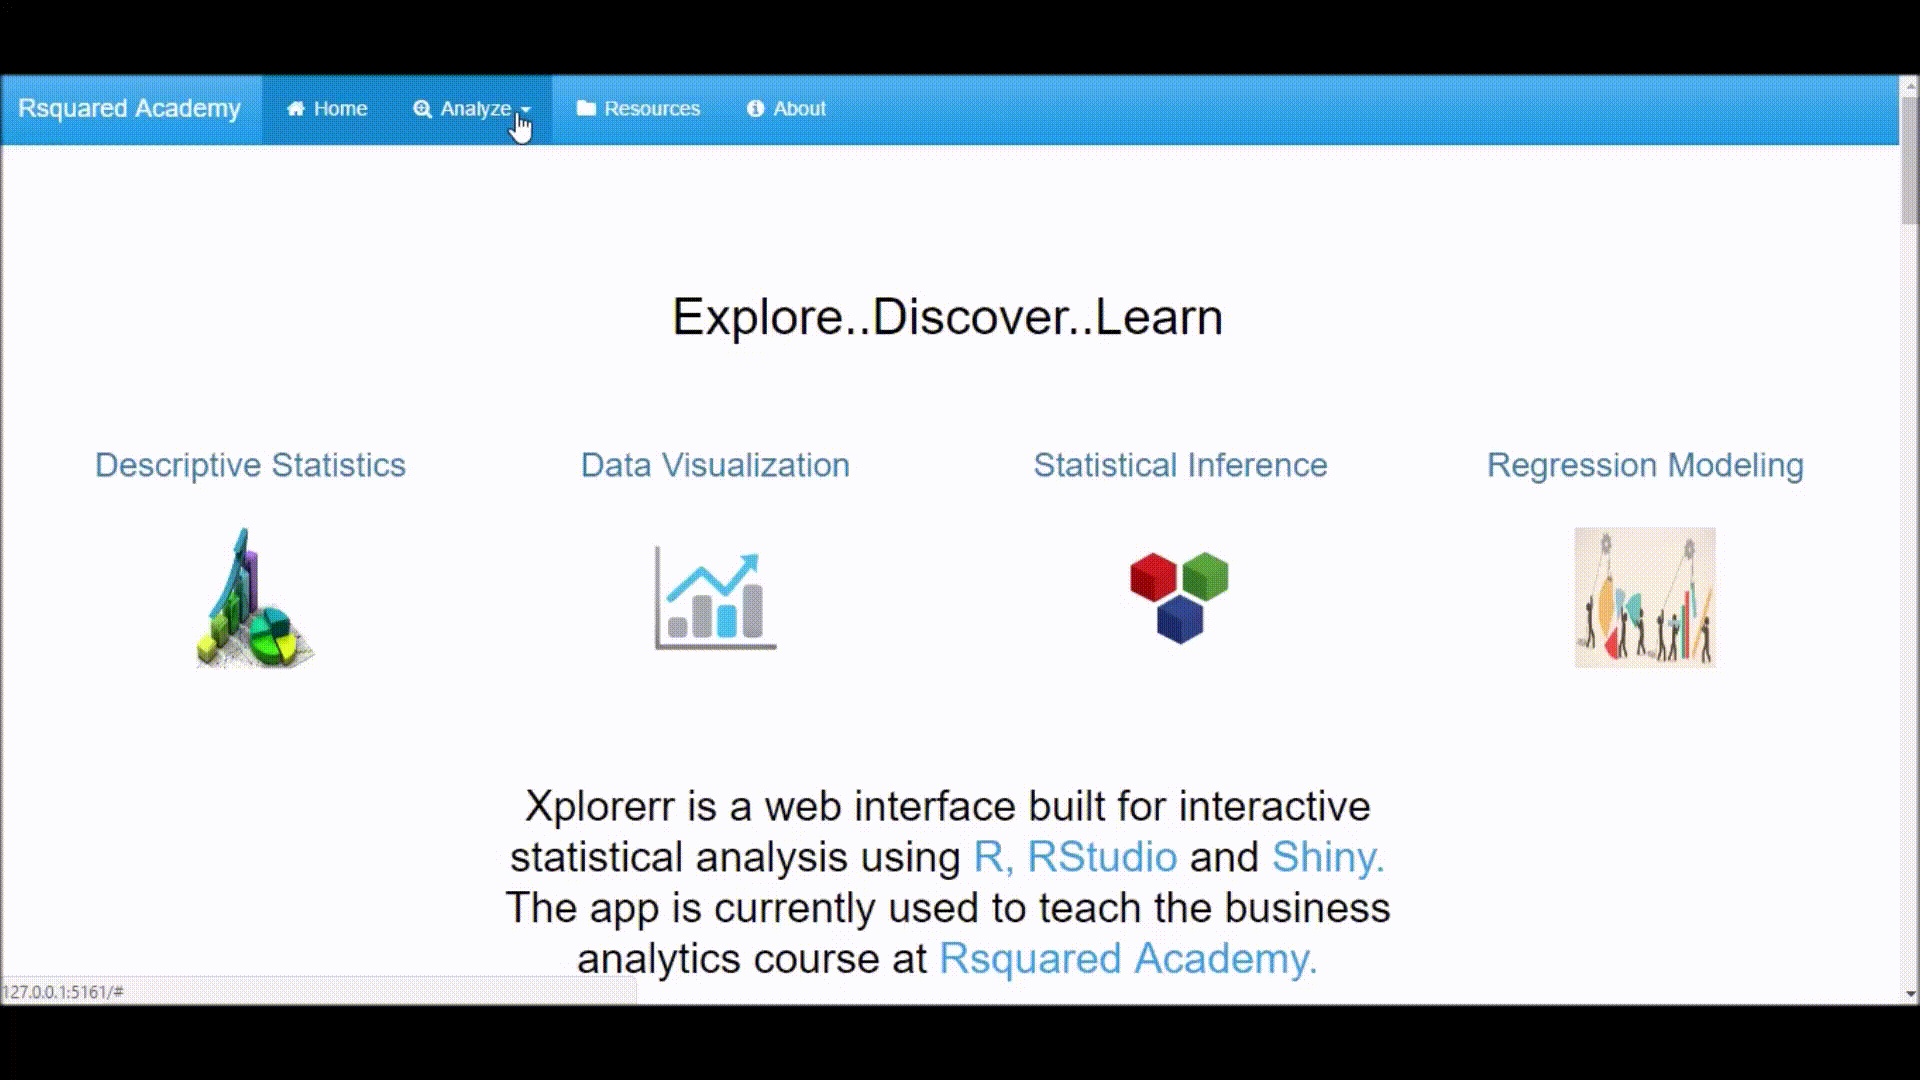 Rsquared Academy Home Analyze Resources About
Explore..Discover..Learn
Descriptive Statistics Data Visualization Statistical Inference Regression Modeling
Xplorerr is a web interface built for interactive
statistical analysis using R, RStudio and Shiny.
The app is currently used to teach the business
analytics course at Rsquared Academy.
127.0.0.1:5161/#